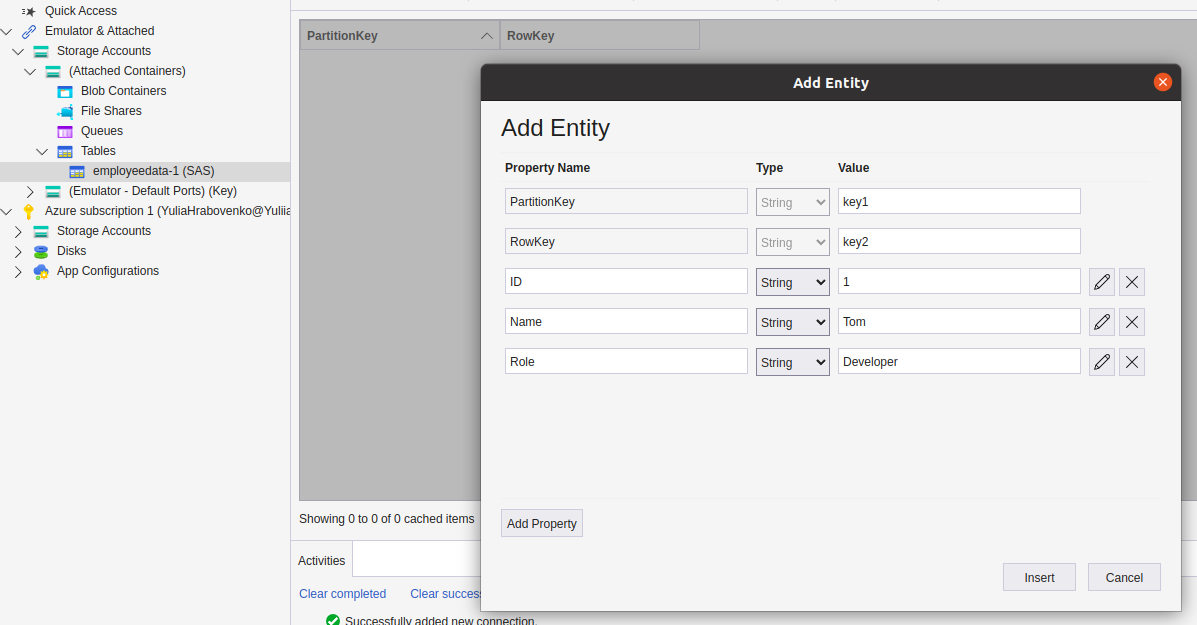 Quick Access
Emulator & Attached
Storage Accounts
(Attached Containers)
Blob Containers
File Shares
Queues
Tables
employeedata-1 (SAS)
(Emulator - Default Ports) (Key)
Azure subscription 1 (YuliaHrabovenko@Yuliia
Storage Accounts
Disks
App Configurations
PartitionKey RowKey
Showing 0 to 0 of 0 cached items
Activities
Clear completed Clear success
Successfully added new connection.
Add Entity
Add Entity
Property Name Type Value
PartitionKey String key1
RowKey String key2
ID String 1
Name String Tom
Role String Developer
Add Property
Insert Cancel